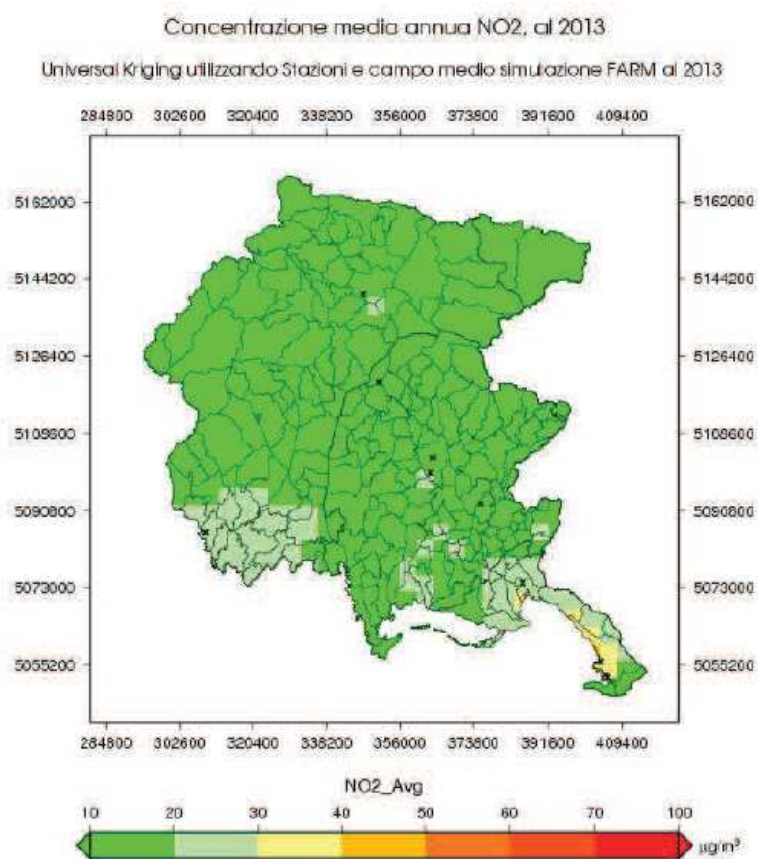 Concentrazione media annua NO2, al 2013
Universal Kriging utilizzando Stazioni e campo medio simulazione FARM al 2013
284800 302600 320400 338200 356000 373800 391600 409400
5162000 5162000
5144200 5144200
5126400 5126400
5109600 5108600
5090800 5090800
5073000 5073000
5055200 5055200
284800 302600 320400 338200 356000 373800 391600 409400
NO2_Avg
10 20 30 40 50 60 70 100
µg/m³